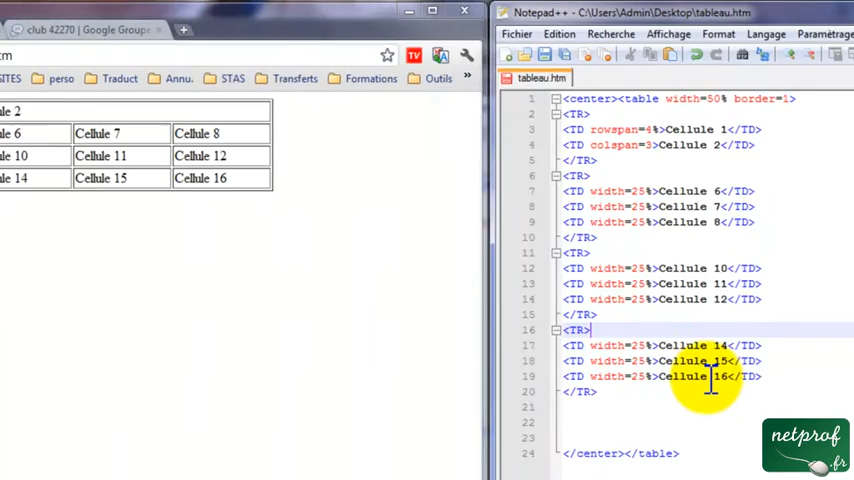 club 42270 | Google Groupe
tm
SITES perso Traduct Annu. STAS Transferts Formations Outils »
TV
ule 2
le 6 Cellule 7 Cellule 8
le 10 Cellule 11 Cellule 12
le 14 Cellule 15 Cellule 16
Notepad++ - C:\Users\Admin\Desktop\tableau.htm
Fichier Edition Recherche Affichage Format Langage Paramètrage
tableau.htm
1 <center><table width=50% border=1>
2 <TR>
3 <TD rowspan=4%>Cellule 1</TD>
4 <TD colspan=3>Cellule 2</TD>
5 </TR>
6 <TR>
7 <TD width=25%>Cellule 6</TD>
8 <TD width=25%>Cellule 7</TD>
9 <TD width=25%>Cellule 8</TD>
10 </TR>
11 <TR>
12 <TD width=25%>Cellule 10</TD>
13 <TD width=25%>Cellule 11</TD>
14 <TD width=25%>Cellule 12</TD>
15 </TR>
16 <TR>
17 <TD width=25%>Cellule 14</TD>
18 <TD width=25%>Cellule 15</TD>
19 <TD width=25%>Cellule 16</TD>
20 </TR>
21
22
23
24 </center></table>
netprof
.fr